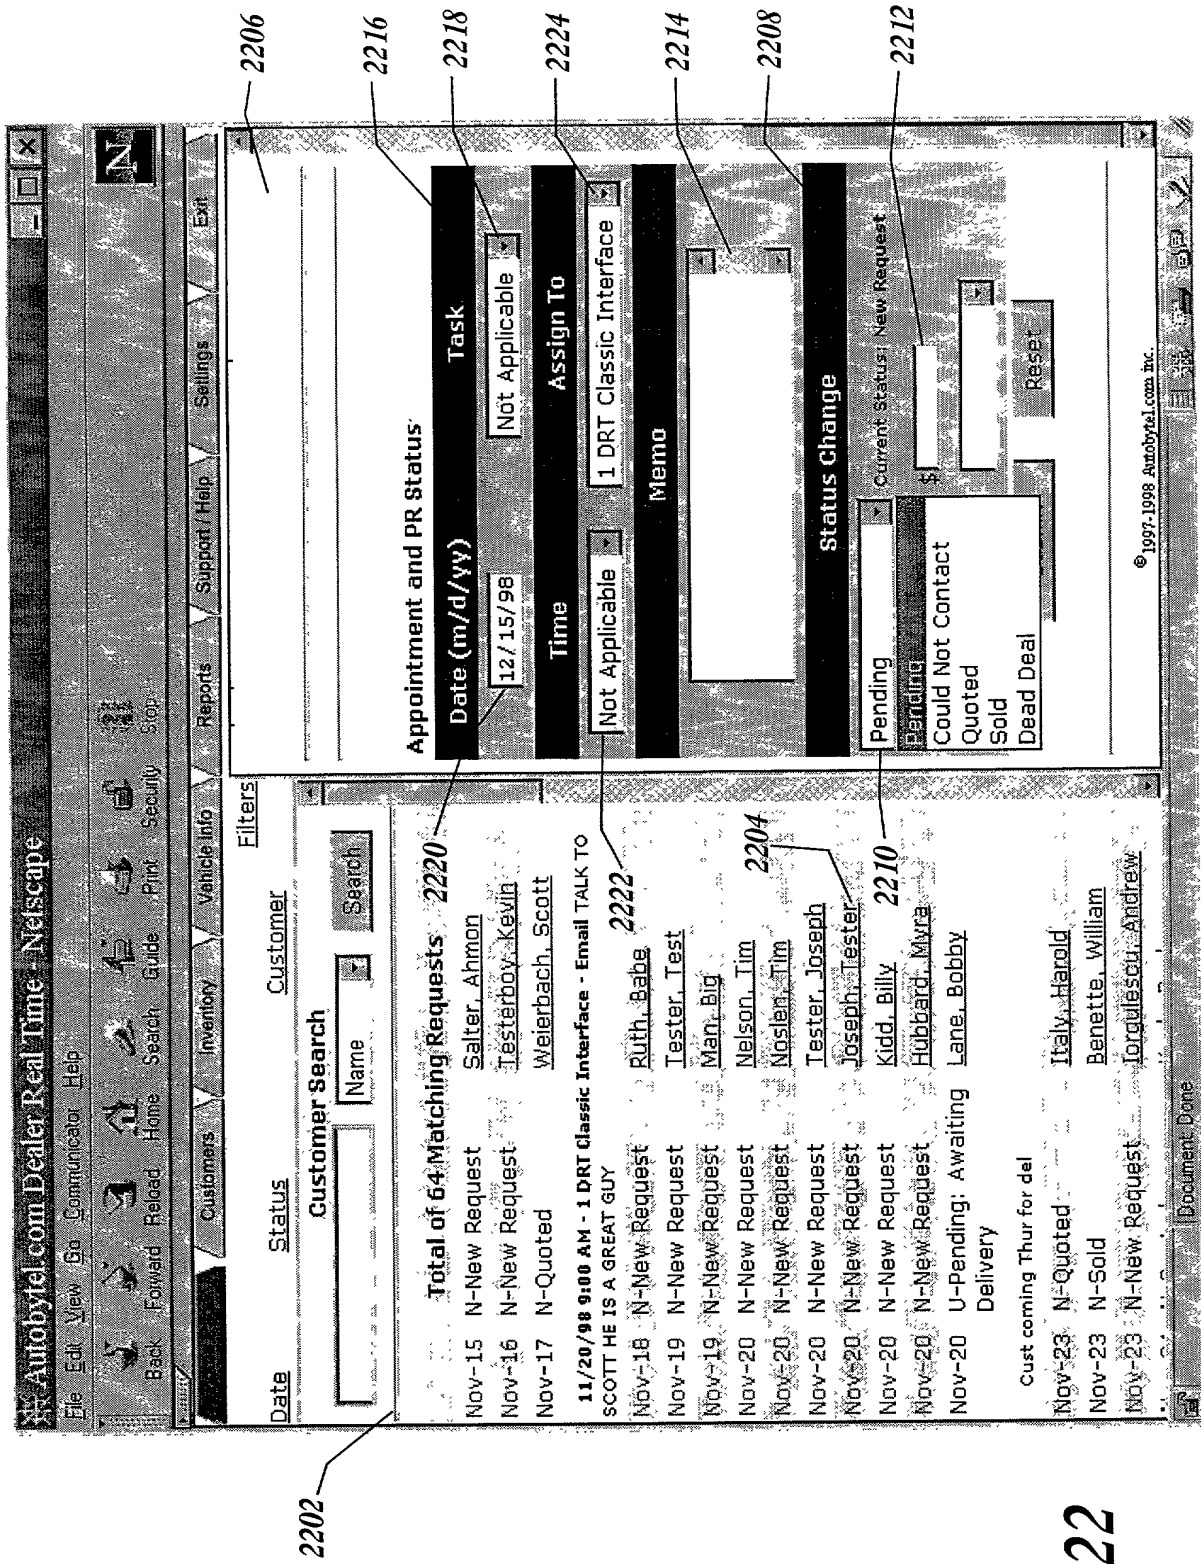 Autobytel.com Dealer Real Time - Netscape
File Edit View Go Communicator Help
Back Forward Reload Home Search Guide Print Security Stop
N
Customers Inventory Vehicle Info Reports Support / Help Settings Exit
Date Status Customer Filters
Customer Search
Name Search
Total of 64 Matching Requests
Nov-15 N-New Request Salter, Ahmon
Nov-16 N-New Request Testerboy, Kevin
Nov-17 N-Quoted Weierbach, Scott
11/20/98 9:00 AM - 1 DRT Classic Interface - Email TALK TO
SCOTT HE IS A GREAT GUY
Nov-18 N-New Request Ruth, Babe
Nov-19 N-New Request Tester, Test
Nov-19 N-New Request Man, Big
Nov-20 N-New Request Nelson, Tim
Nov-20 N-New Request Noslen, Tim
Nov-20 N-New Request Tester, Joseph
Nov-20 N-New Request Joseph, Tester
Nov-20 N-New Request Kidd, Billy
Nov-20 N-New Request Hubbard, Myra
Nov-20 U-Pending: Awaiting Lane, Bobby
Delivery
Cust coming Thur for del
Nov-23 N-Quoted Italy, Harold
Nov-23 N-Sold Benette, William
Nov-23 N-New Request Iorgulescu, Andrew
Appointment and PR Status
Date (m/d/yy) Task
12/15/98 Not Applicable
Time Assign To
Not Applicable 1 DRT Classic Interface
Memo
Status Change
Pending Current Status: New Request
Pending
Could Not Contact
Quoted
Sold
Dead Deal
$
Reset
© 1997-1998 Autobytel.com inc.
Document: Done
2202
2220
2222
2204
2210
2206
2216
2218
2224
2214
2208
2212
22